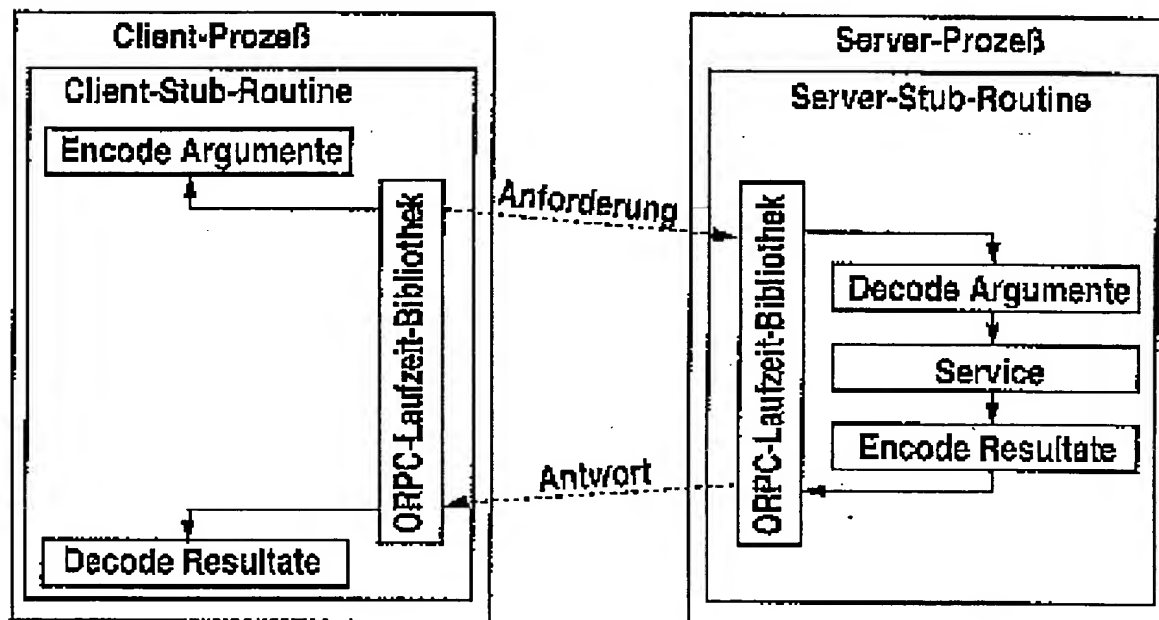 Client-Prozeß
Client-Stub-Routine
Encode Argumente
ORPC-Laufzeit-Bibliothek
Decode Resultate
Anforderung
Antwort
Server-Prozeß
Server-Stub-Routine
ORPC-Laufzeit-Bibliothek
Decode Argumente
Service
Encode Resultate